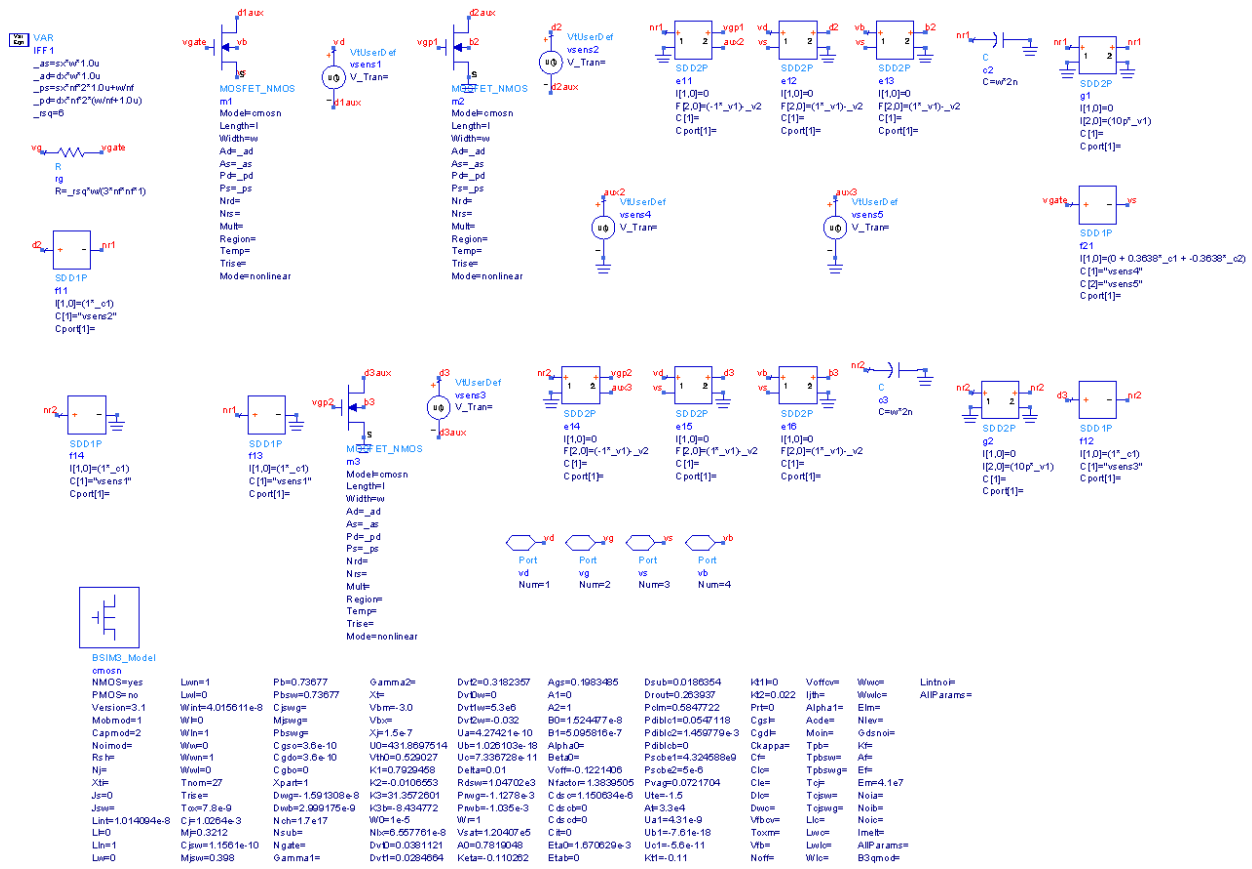 Var
Eqn
VAR
IFF1
_as=sx*w*1.0u
_ad=dx*w*1.0u
_ps=sx*nf*2*1.0u+w/nf
_pd=dx*nf*2*(w/nf+1.0u)
_rsq=6
vg
vgate
R
rg
R=_rsq*w/(3*nf*nf*l)
d2
nr1
SDD1P
f11
I[1,0]=(1*_c1)
C[1]="vsens2"
Cport[1]=
d1aux
vgate
vb
S
MOSFET_NMOS
m1
Model=cmosn
Length=l
Width=w
Ad=_ad
As=_as
Pd=_pd
Ps=_ps
Nrd=
Nrs=
Mult=
Region=
Temp=
Trise=
Mode=nonlinear
vd
VtUserDef
vsens1
V_Tran=
d1aux
d2aux
vgp1
b2
S
MOSFET_NMOS
m2
Model=cmosn
Length=l
Width=w
Ad=_ad
As=_as
Pd=_pd
Ps=_ps
Nrd=
Nrs=
Mult=
Region=
Temp=
Trise=
Mode=nonlinear
d2
VtUserDef
vsens2
V_Tran=
d2aux
nr1
vgp1
aux2
1 2
SDD2P
e11
I[1,0]=0
F[2,0]=(-1*_v1)-_v2
C[1]=
Cport[1]=
vd
vs
d2
1 2
SDD2P
e12
I[1,0]=0
F[2,0]=(1*_v1)-_v2
C[1]=
Cport[1]=
vb
vs
b2
1 2
SDD2P
e13
I[1,0]=0
F[2,0]=(1*_v1)-_v2
C[1]=
Cport[1]=
nr1
C
c2
C=w*2n
nr1
nr1
1 2
SDD2P
g1
I[1,0]=0
I[2,0]=(10p*_v1)
C[1]=
Cport[1]=
aux2
VtUserDef
vsens4
V_Tran=
aux3
VtUserDef
vsens5
V_Tran=
vgate
vs
SDD1P
f21
I[1,0]=(0 + 0.3638*_c1 + -0.3638*_c2)
C[1]="vsens4"
C[2]="vsens5"
Cport[1]=
nr2
SDD1P
f14
I[1,0]=(1*_c1)
C[1]="vsens1"
Cport[1]=
nr1
SDD1P
f13
I[1,0]=(1*_c1)
C[1]="vsens1"
Cport[1]=
d3aux
vgp2
b3
S
MOSFET_NMOS
m3
Model=cmosn
Length=l
Width=w
Ad=_ad
As=_as
Pd=_pd
Ps=_ps
Nrd=
Nrs=
Mult=
Region=
Temp=
Trise=
Mode=nonlinear
d3
VtUserDef
vsens3
V_Tran=
d3aux
nr2
vgp2
aux3
1 2
SDD2P
e14
I[1,0]=0
F[2,0]=(-1*_v1)-_v2
C[1]=
Cport[1]=
vd
vs
d3
1 2
SDD2P
e15
I[1,0]=0
F[2,0]=(1*_v1)-_v2
C[1]=
Cport[1]=
vb
vs
b3
1 2
SDD2P
e16
I[1,0]=0
F[2,0]=(1*_v1)-_v2
C[1]=
Cport[1]=
nr2
C
c3
C=w*2n
nr2
nr2
1 2
SDD2P
g2
I[1,0]=0
I[2,0]=(10p*_v1)
C[1]=
Cport[1]=
d3
nr2
SDD1P
f12
I[1,0]=(1*_c1)
C[1]="vsens3"
Cport[1]=
vd vg vs vb
Port Port Port Port
vd vg vs vb
Num=1 Num=2 Num=3 Num=4
BSIM3_Model
cmosn
NMOS=yes Lwn=1 Pb=0.73677 Gamma2= Dvt2=0.3182357 Ags=0.1983485 Dsub=0.0186354 Kt1l=0 Voffcv= Wwc= Lintnoi=
PMOS=no Lwl=0 Pbsw=0.73677 Xt= Dvt0w=0 A1=0 Drout=0.263937 Kt2=0.022 Ijth= Wwlc= AllParams=
Version=3.1 Wint=4.015611e-8 Cjswg= Vbm=-3.0 Dvt1w=5.3e6 A2=1 Pclm=0.5847722 Prt=0 Alpha1= Elm=
Mobmod=1 Wl=0 Mjswg= Vbx= Dvt2w=-0.032 B0=1.524477e-8 Pdiblc1=0.0547118 Cgsl= Acde= Nlev=
Capmod=2 Wln=1 Pbswg= Xj=1.5e-7 Ua=4.27421e-10 B1=5.095816e-7 Pdiblc2=1.459779e-3 Cgdl= Moin= Gdsnoi=
Noimod= Ww=0 Cgso=3.6e-10 U0=431.8697514 Ub=1.026103e-18 Alpha0= Pdiblcb=0 Ckappa= Tpb= Kf=
Rsh= Wwn=1 Cgdo=3.6e-10 Vth0=0.529027 Uc=7.336728e-11 Beta0= Pscbe1=4.324588e9 Cf= Tpbsw= Af=
Nj= Wwl=0 Cgbo=0 K1=0.7929458 Delta=0.01 Voff=-0.1221406 Pscbe2=5e-6 Clc= Tpbswg= Ef=
Xti= Tnom=27 Xpart=1 K2=-0.0106553 Rdsw=1.04702e3 Nfactor=1.3839505 Pvag=0.0721704 Cle= Tcj= Em=4.1e7
Js=0 Trise= Dwg=-1.591308e-8 K3=31.3572601 Prwg=-1.1278e-3 Cdsc=1.150634e-6 Ute=-1.5 Dlc= Tcjsw= Noia=
Jsw= Tox=7.8e-9 Dwb=2.999175e-9 K3b=-8.434772 Prwb=-1.035e-3 Cdscb=0 At=3.3e4 Dwc= Tcjswg= Noib=
Lint=1.014094e-8 Cj=1.0264e-3 Nch=1.7e17 W0=1e-5 Wr=1 Cdscd=0 Ua1=4.31e-9 Vfbcv= Llc= Noic=
Ll=0 Mj=0.3212 Nsub= Nlx=6.557761e-8 Vsat=1.20407e5 Cit=0 Ub1=-7.61e-18 Toxm= Lwc= Imelt=
Lln=1 Cjsw=1.1561e-10 Ngate= Dvt0=0.0381121 A0=0.7819048 Eta0=1.670629e-3 Uc1=-5.6e-11 Vfb= Lwlc= AllParams=
Lw=0 Mjsw=0.398 Gamma1= Dvt1=0.0284664 Keta=-0.110262 Etab=0 Kt1=-0.11 Noff= Wlc= B3qmod=